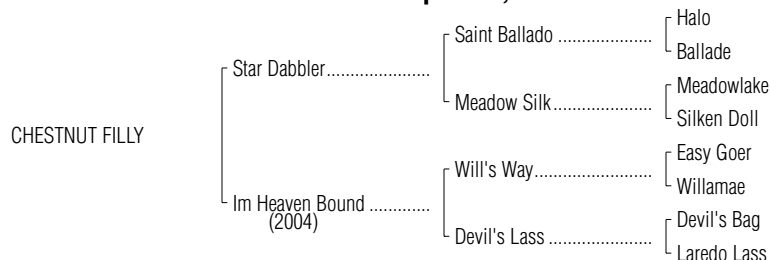 Halo
Saint Ballado ....................
Ballade
Star Dabbler......................
Meadowlake
Meadow Silk.....................
Silken Doll
CHESTNUT FILLY
Easy Goer
Will's Way.........................
Willamae
Im Heaven Bound .............
(2004)
Devil's Bag
Devil's Lass ......................
Laredo Lass